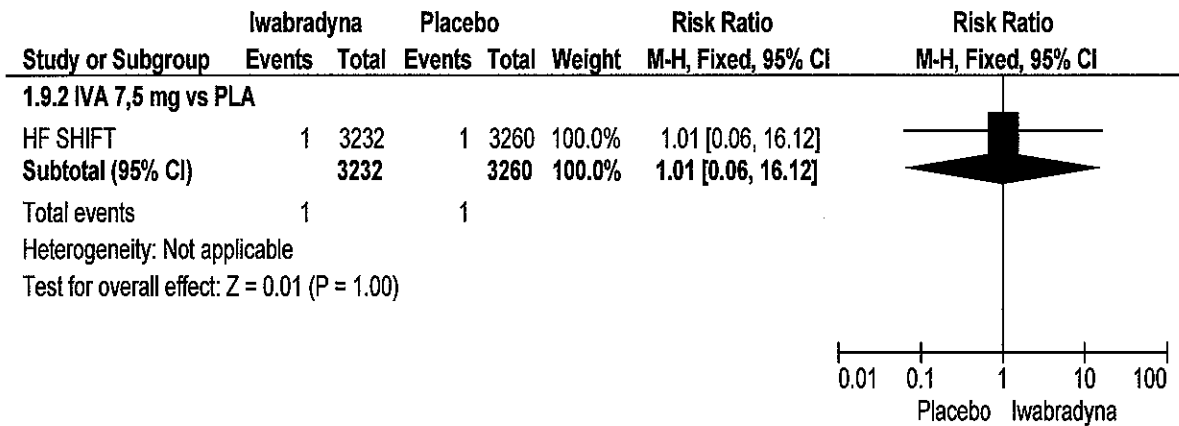 Iwabradyna Placebo Risk Ratio Risk Ratio
Study or Subgroup Events Total Events Total Weight M-H, Fixed, 95% CI M-H, Fixed, 95% CI
1.9.2 IVA 7,5 mg vs PLA
HF SHIFT 1 3232 1 3260 100.0% 1.01 [0.06, 16.12]
Subtotal (95% CI) 3232 3260 100.0% 1.01 [0.06, 16.12]
Total events 1 1
Heterogeneity: Not applicable
Test for overall effect: Z = 0.01 (P = 1.00)
0.01 0.1 1 10 100
Placebo Iwabradyna